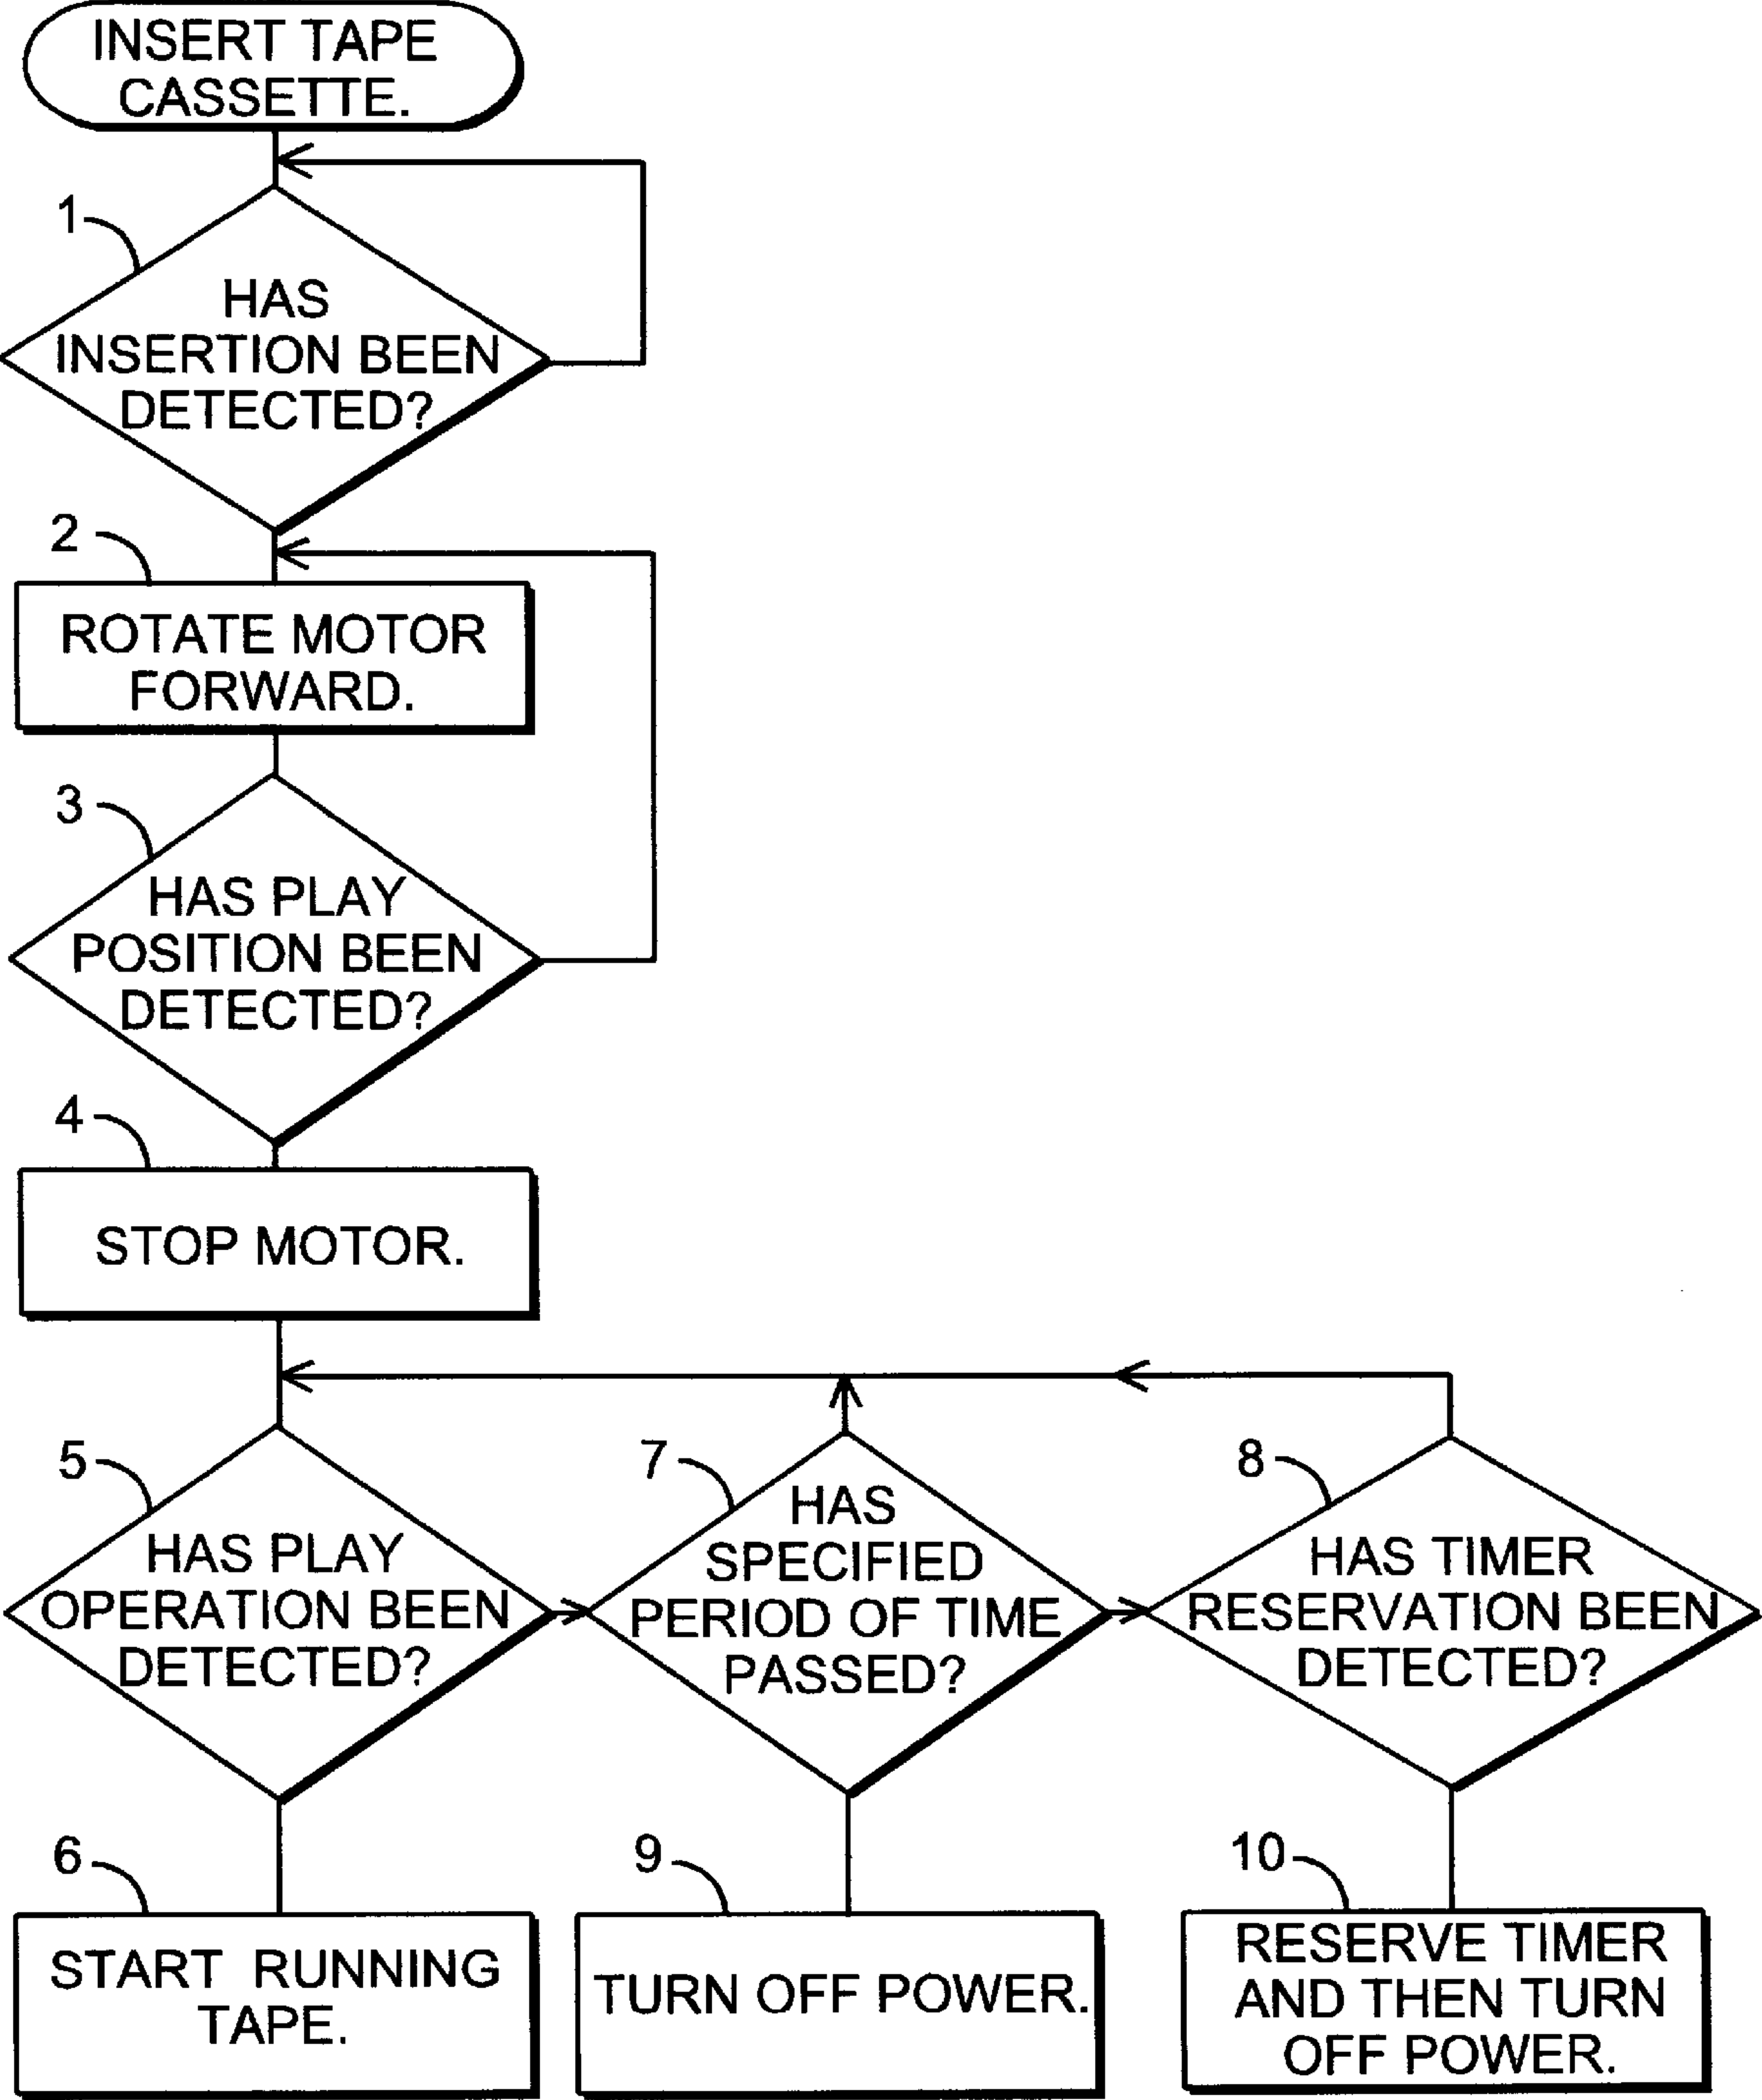 INSERT TAPE
CASSETTE.
1
HAS
INSERTION BEEN
DETECTED?
2
ROTATE MOTOR
FORWARD.
3
HAS PLAY
POSITION BEEN
DETECTED?
4
STOP MOTOR.
5
HAS PLAY
OPERATION BEEN
DETECTED?
7
HAS
SPECIFIED
PERIOD OF TIME
PASSED?
8
HAS TIMER
RESERVATION BEEN
DETECTED?
6
START RUNNING
TAPE.
9
TURN OFF POWER.
10
RESERVE TIMER
AND THEN TURN
OFF POWER.